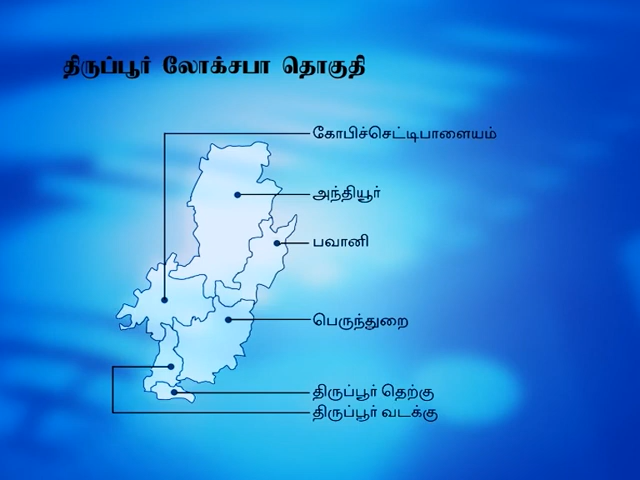 திருப்பூர் லோக்சபா தொகுதி
கோபிச்செட்டிபாளையம்
அந்தியூர்
பவானி
பெருந்துறை
திருப்பூர் தெற்கு
திருப்பூர் வடக்கு